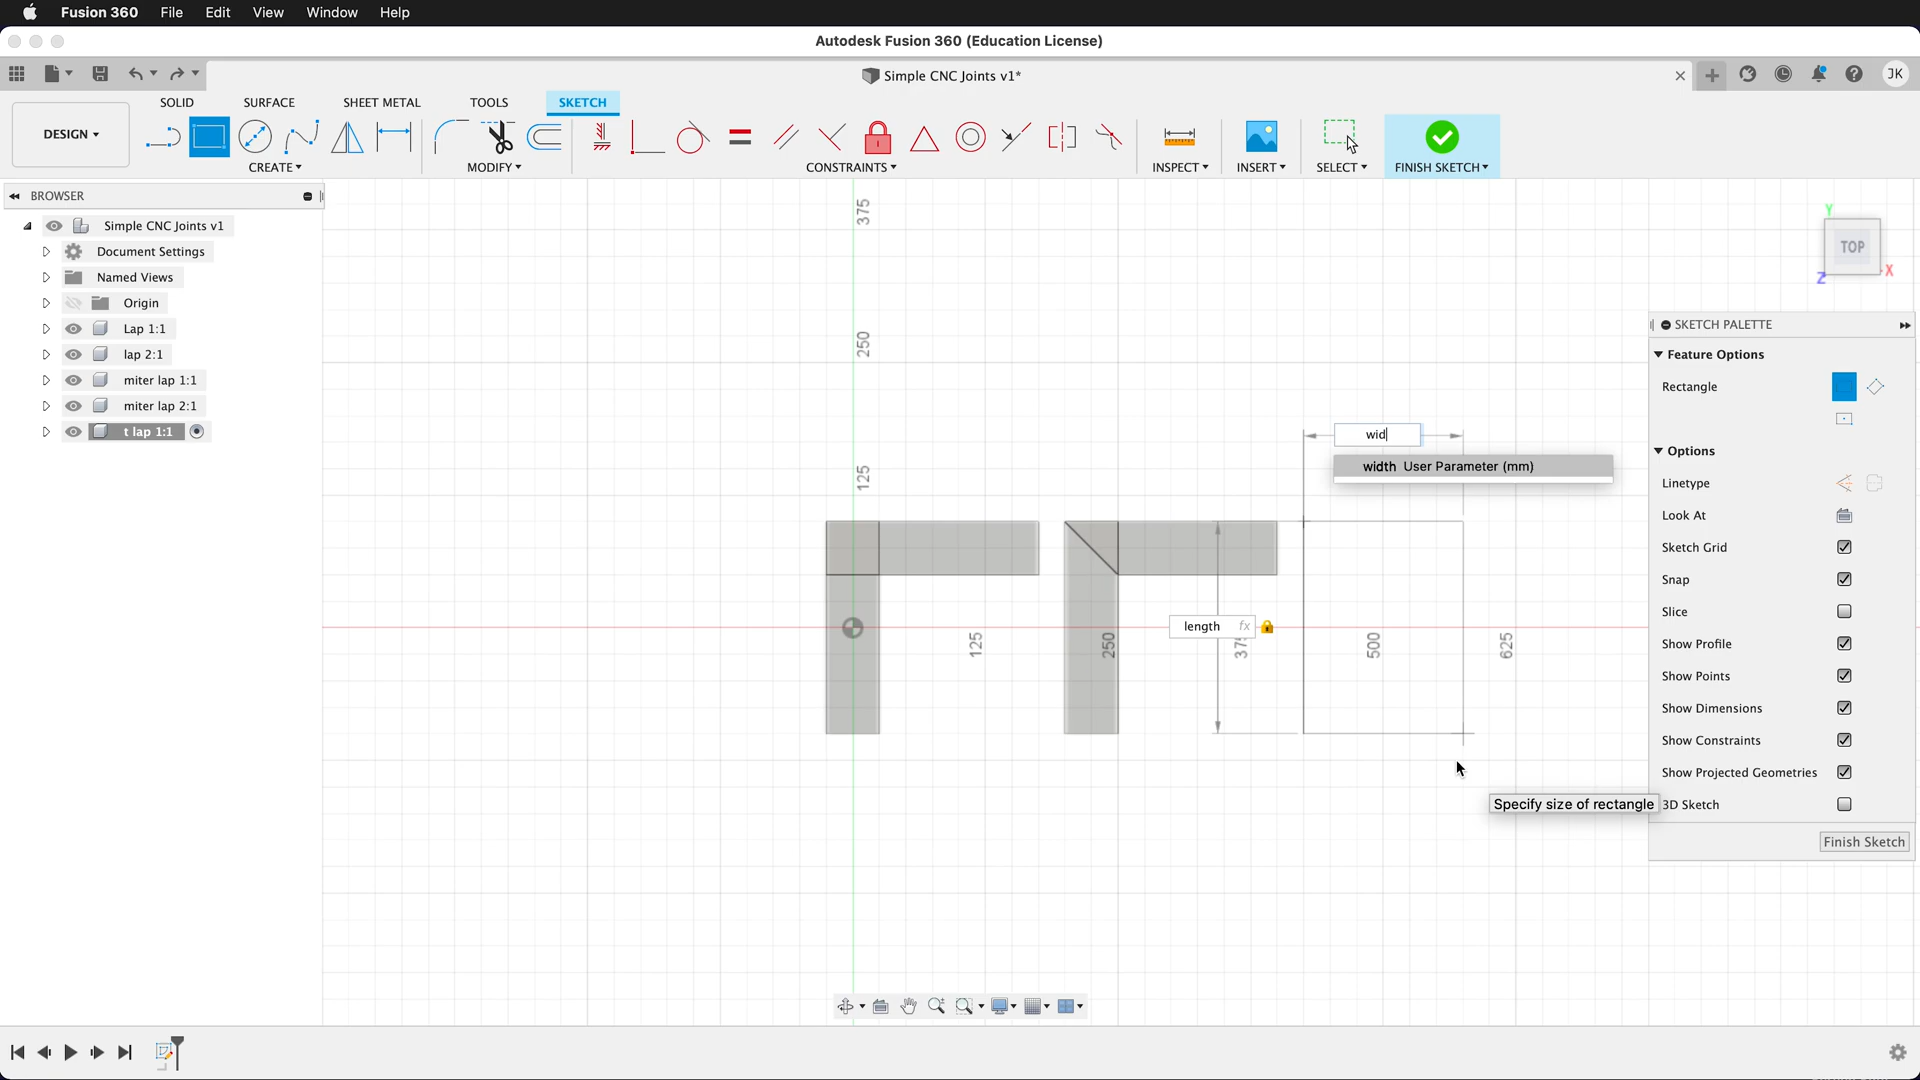 Fusion 360 File Edit View Window Help
Autodesk Fusion 360 (Education License)
Simple CNC Joints v1*
JK
DESIGN
SOLID SURFACE SHEET METAL TOOLS SKETCH
CREATE MODIFY CONSTRAINTS INSPECT INSERT SELECT FINISH SKETCH
BROWSER
Simple CNC Joints v1
Document Settings
Named Views
Origin
Lap 1:1
lap 2:1
miter lap 1:1
miter lap 2:1
t lap 1:1
375
250
125
125
250
375
500
625
wid
width User Parameter (mm)
length fx
Specify size of rectangle
TOP
Y
X
Z
SKETCH PALETTE
Feature Options
Rectangle
Options
Linetype
Look At
Sketch Grid
Snap
Slice
Show Profile
Show Points
Show Dimensions
Show Constraints
Show Projected Geometries
3D Sketch
Finish Sketch